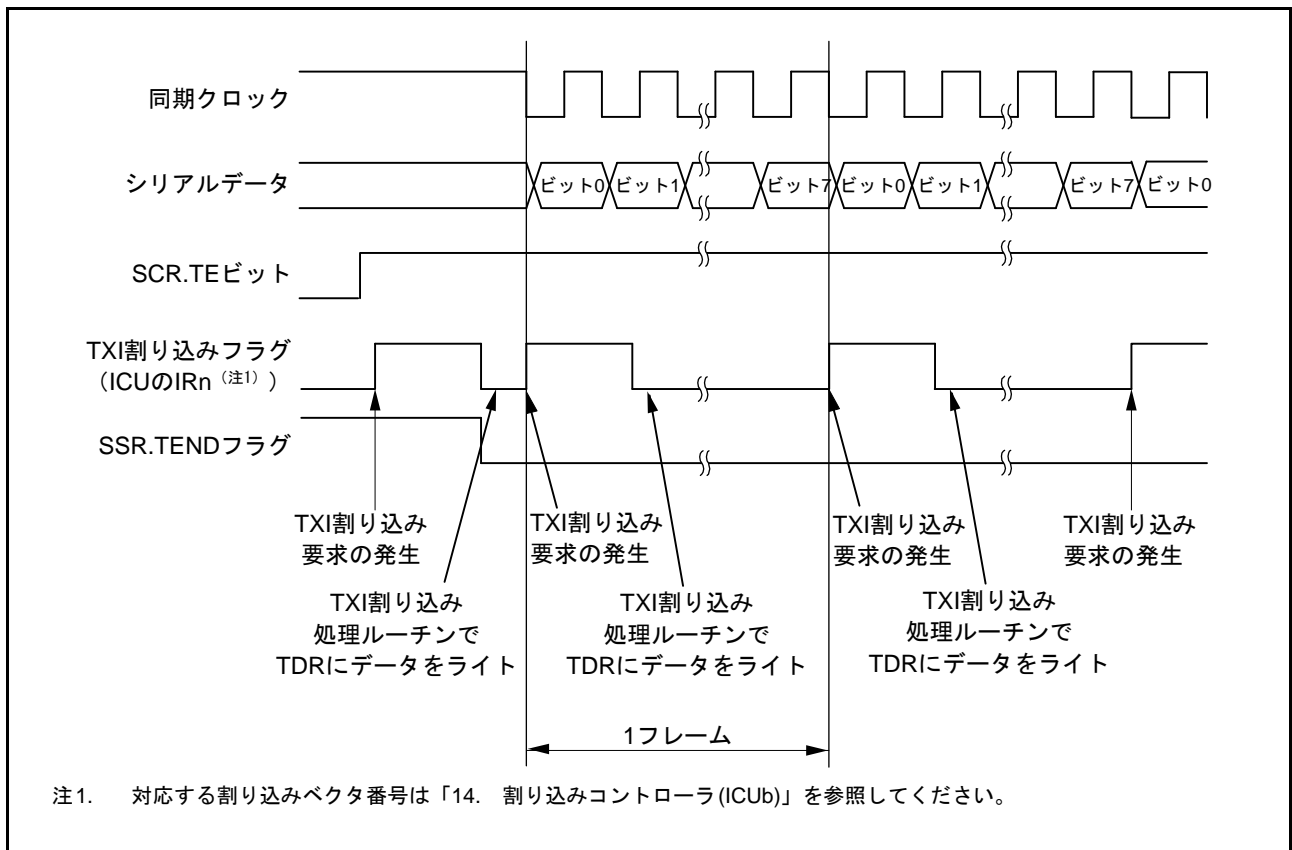 同期クロック
シリアルデータ
ビット0 ビット1 ビット7 ビット0 ビット1 ビット7 ビット0
SCR.TEビット
TXI割り込みフラグ
（ICUのIRn（注1））
SSR.TENDフラグ
TXI割り込み
要求の発生
TXI割り込み
処理ルーチンで
TDRにデータをライト
TXI割り込み
要求の発生
TXI割り込み
処理ルーチンで
TDRにデータをライト
TXI割り込み
要求の発生
TXI割り込み
処理ルーチンで
TDRにデータをライト
TXI割り込み
要求の発生
1フレーム
注1. 対応する割り込みベクタ番号は「14. 割り込みコントローラ(ICUb)」を参照してください。